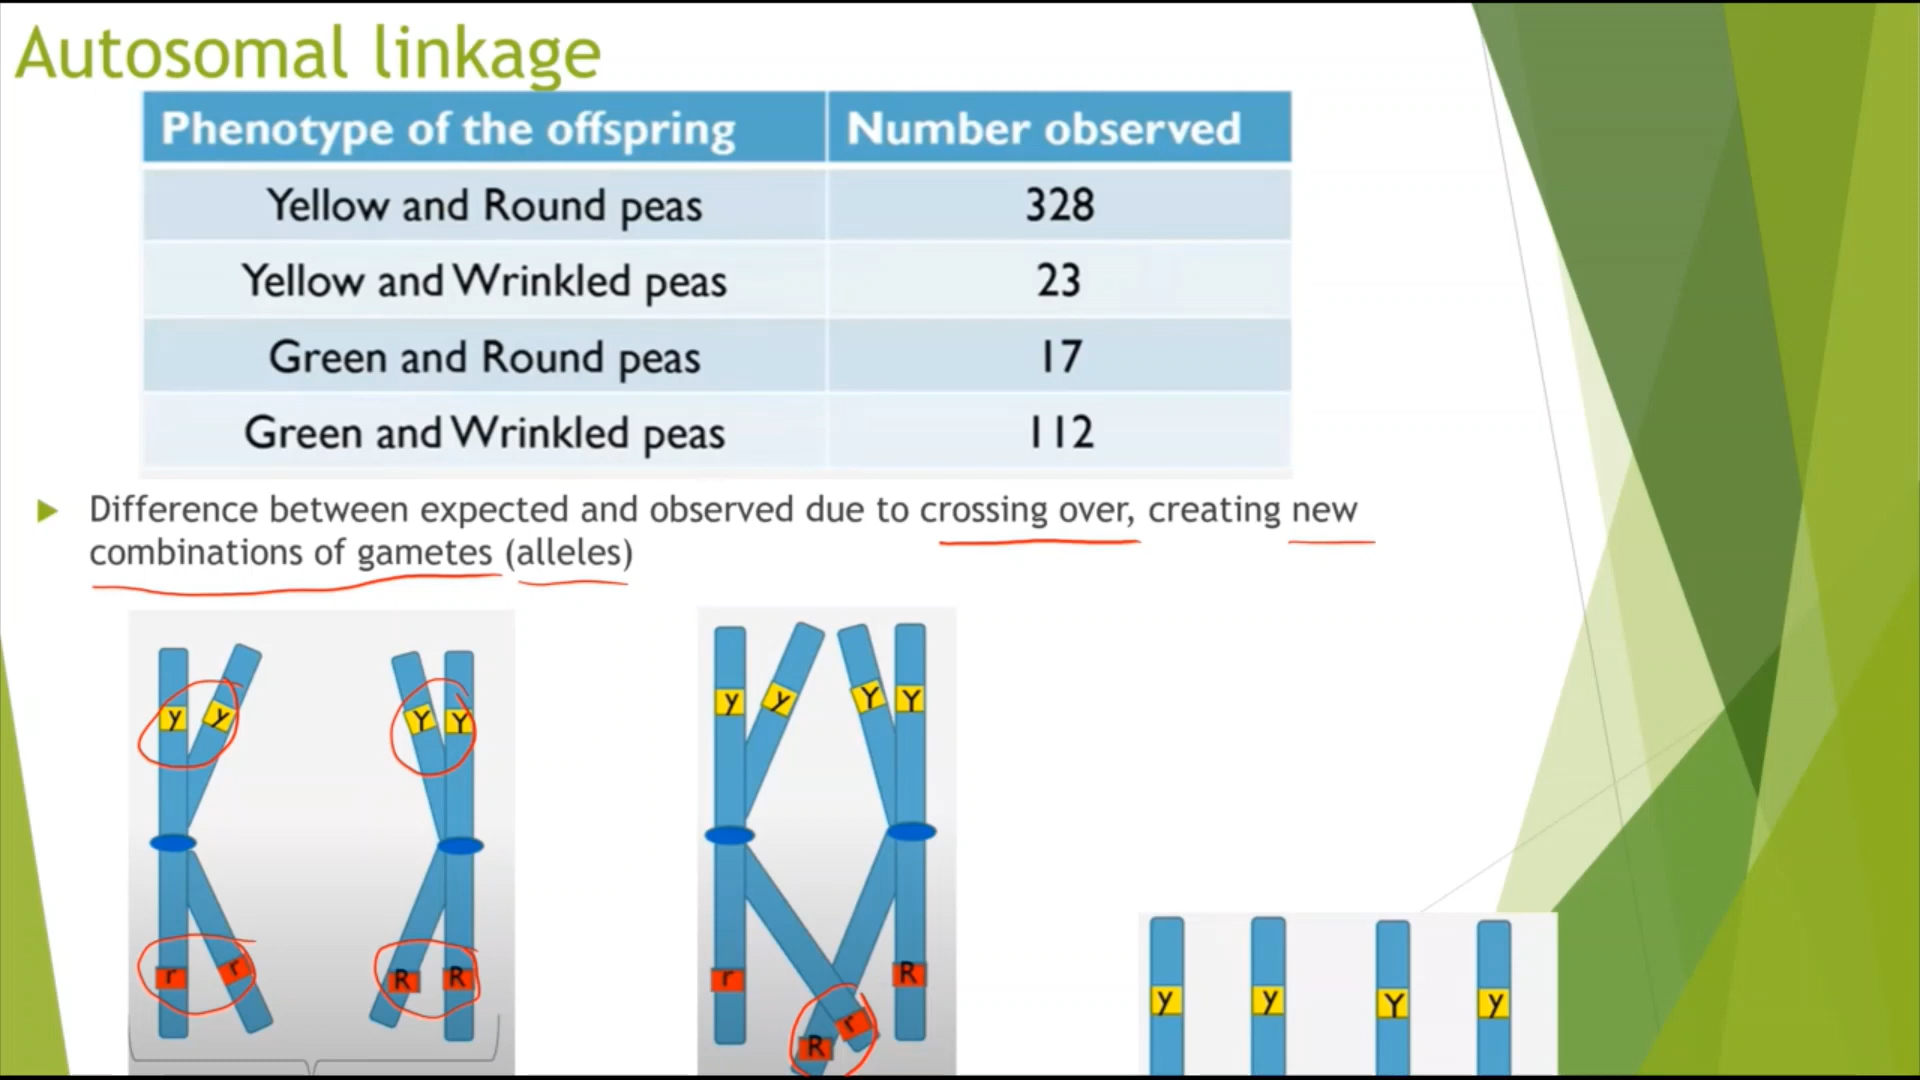 Autosomal linkage
Phenotype of the offspring Number observed
Yellow and Round peas 328
Yellow and Wrinkled peas 23
Green and Round peas 17
Green and Wrinkled peas 112
Difference between expected and observed due to crossing over, creating new
combinations of gametes (alleles)
y y Y Y
r r R R
y y Y Y
r R
R r
y y Y y